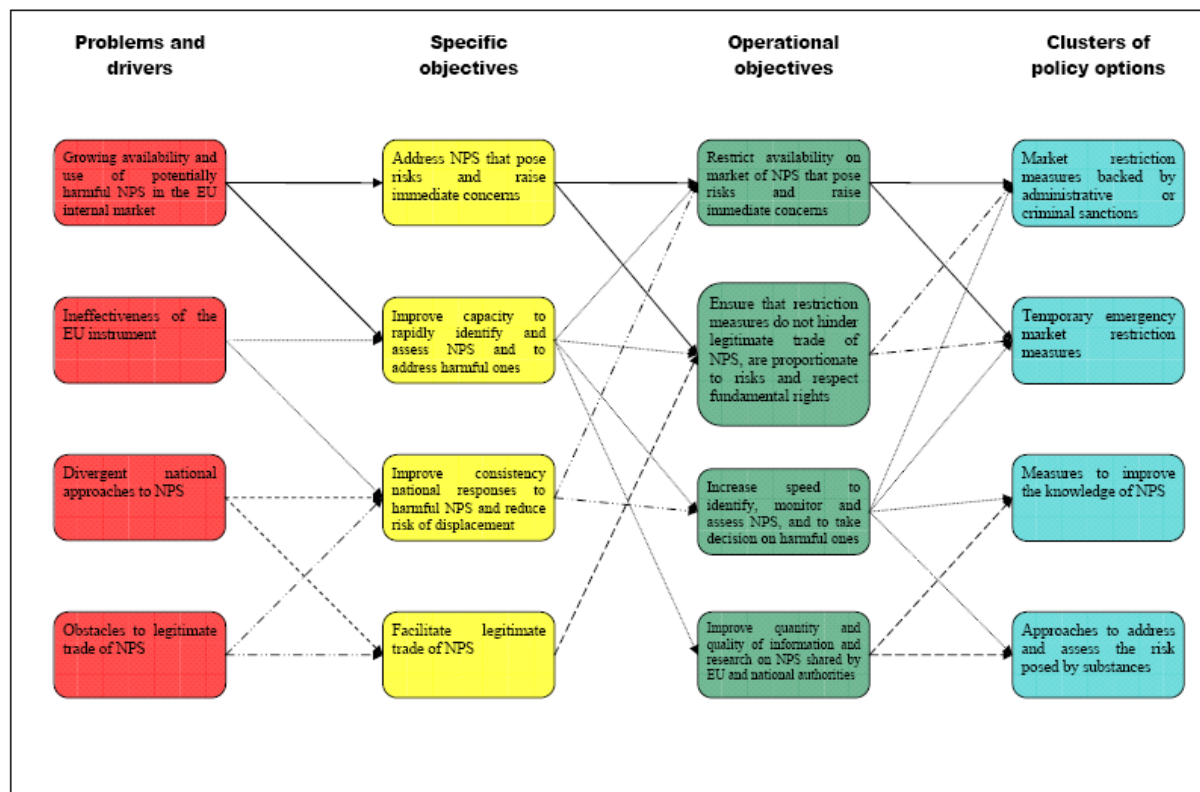 Problems and
drivers
Specific
objectives
Operational
objectives
Clusters of
policy options
Growing availability and
use of potentially
harmful NPS in the EU
internal market
Address NPS that pose
risks and raise
immediate concerns
Restrict availability on
market of NPS that pose
risks and raise
immediate concerns
Market restriction
measures backed by
administrative or
criminal sanctions
Ineffectiveness of the
EU instrument
Improve capacity to
rapidly identify and
assess NPS and to
address harmful ones
Ensure that restriction
measures do not hinder
legitimate trade of
NPS, are proportionate
to risks and respect
fundamental rights
Temporary emergency
market restriction
measures
Divergent national
approaches to NPS
Improve consistency
national responses to
harmful NPS and reduce
risk of displacement
Increase speed to
identify, monitor and
assess NPS, and to take
decision on harmful ones
Measures to improve
the knowledge of NPS
Obstacles to legitimate
trade of NPS
Facilitate legitimate
trade of NPS
Improve quantity and
quality of information and
research on NPS shared by
EU and national authorities
Approaches to address
and assess the risk
posed by substances